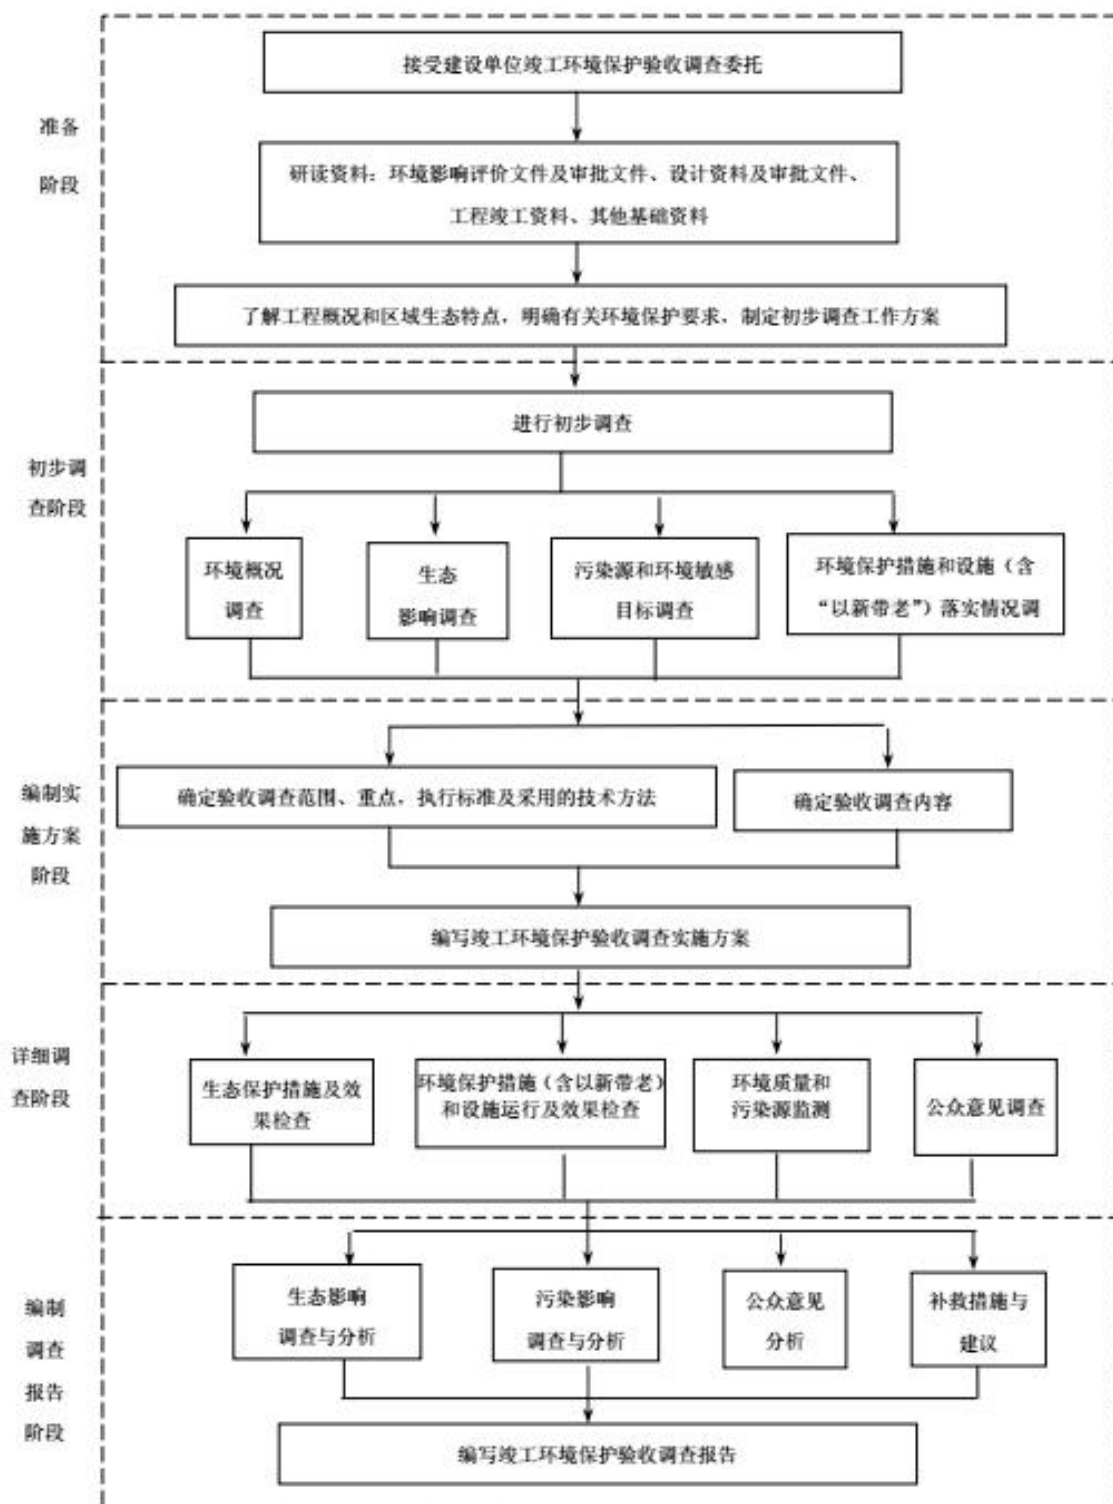 接受建设单位竣工环境保护验收调查委托
准备
阶段
研读资料：环境影响评价文件及审批文件、设计资料及审批文件、
工程竣工资料、其他基础资料
了解工程概况和区域生态特点，明确有关环境保护要求，制定初步调查工作方案
进行初步调查
初步调
查阶段
环境概况
调查
生态
影响调查
污染源和环境敏感
目标调查
环境保护措施和设施（含
“以新带老”）落实情况调
编制实
施方案
阶段
确定验收调查范围、重点，执行标准及采用的技术方法
确定验收调查内容
编写竣工环境保护验收调查实施方案
详细调
查阶段
生态保护措施及效
果检查
环境保护措施（含以新带老）
和设施运行及效果检查
环境质量和
污染源监测
公众意见调查
编制
调查
报告
阶段
生态影响
调查与分析
污染影响
调查与分析
公众意见
分析
补救措施与
建议
编写竣工环境保护验收调查报告